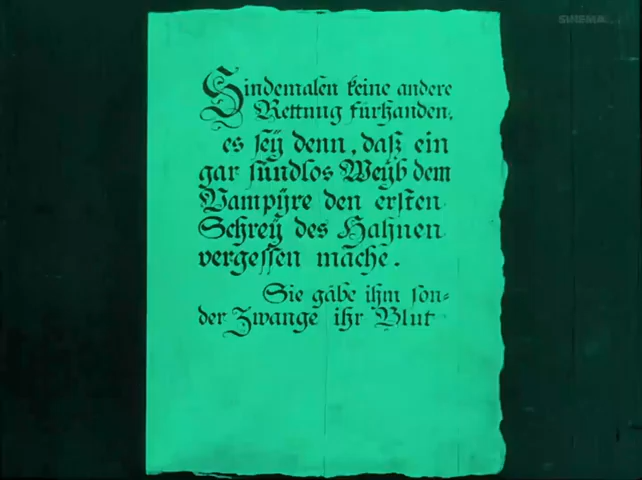 Sindemalen keine andere
Rettung fürhanden,
es sey denn, daß ein
gar sündlos Weyb dem
Vampyre den ersten
Schrey des Hahnen
vergessen mache.
Sie gäbe ihm son=
der Zwange ihr Blut